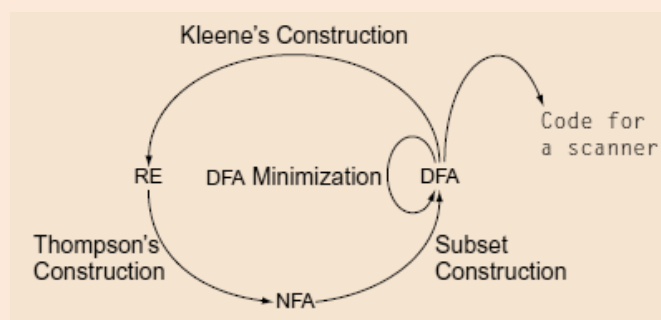 Kleene's Construction
Code for
a scanner
RE
DFA Minimization
DFA
Thompson's
Construction
Subset
Construction
NFA